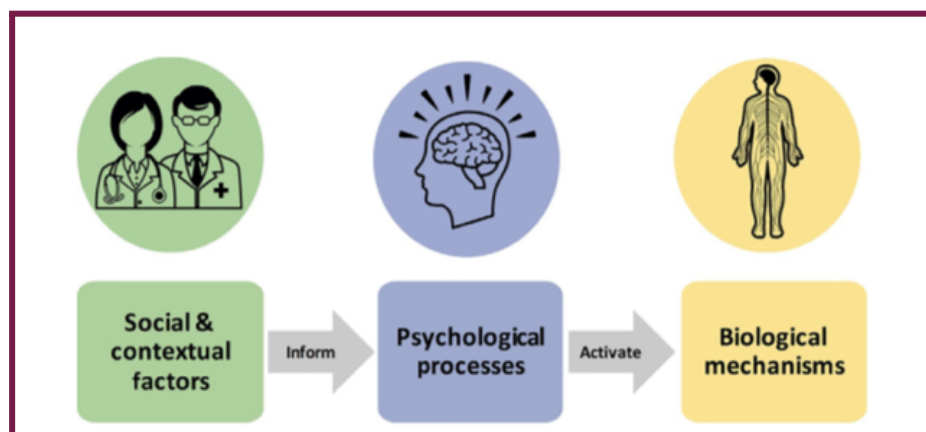 Social &
contextual
factors
Inform
Psychological
processes
Activate
Biological
mechanisms